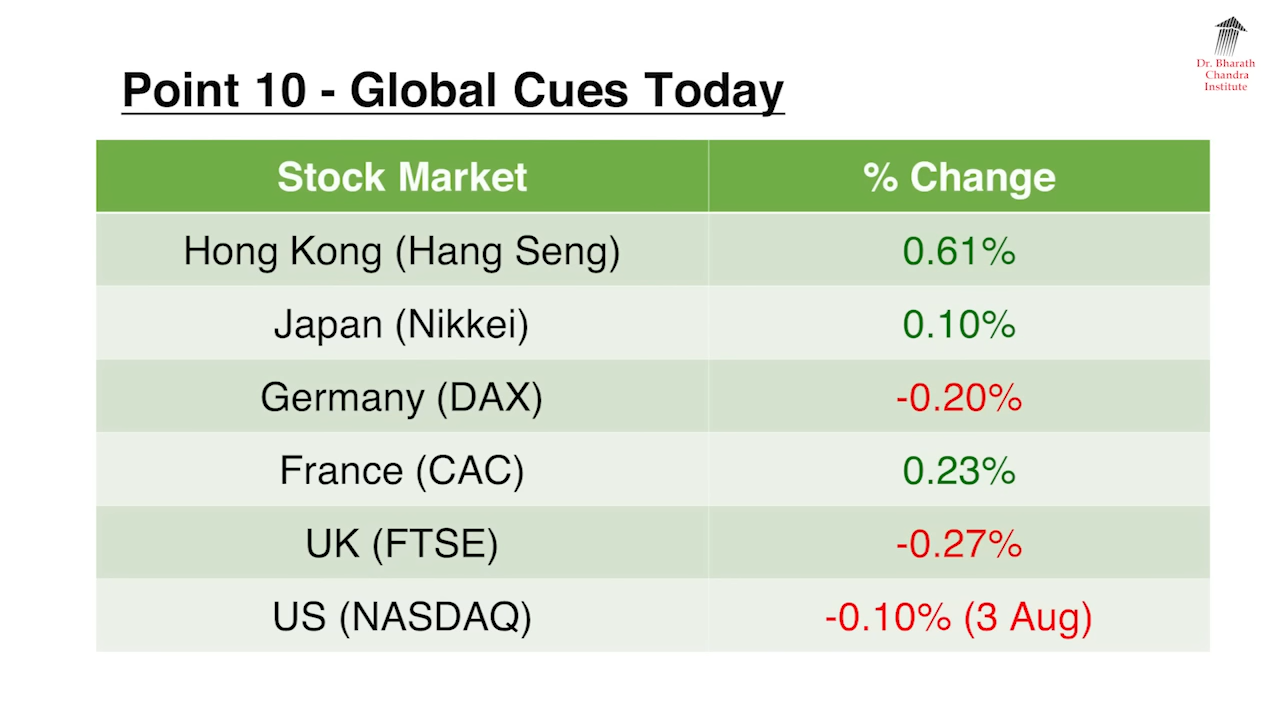 Dr. Bharath
Chandra
Institute
Point 10 - Global Cues Today
Stock Market % Change
Hong Kong (Hang Seng) 0.61%
Japan (Nikkei) 0.10%
Germany (DAX) -0.20%
France (CAC) 0.23%
UK (FTSE) -0.27%
US (NASDAQ) -0.10% (3 Aug)